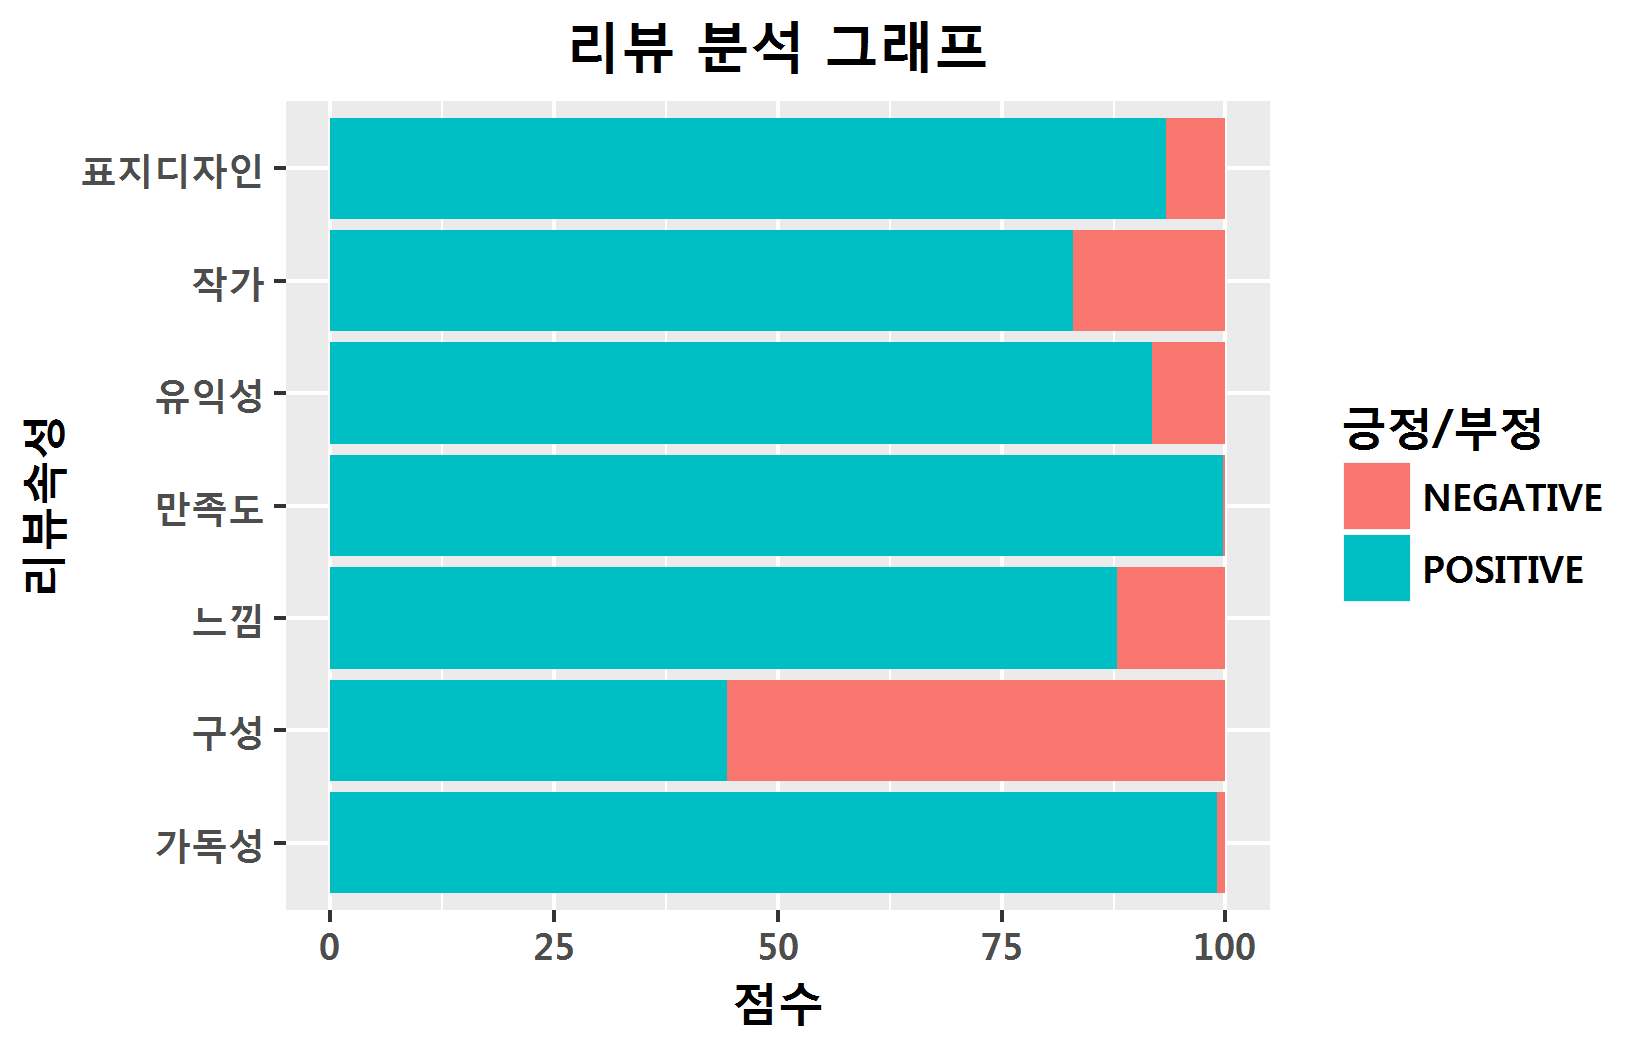 리뷰 분석 그래프
리뷰속성
표지디자인
작가
유익성
만족도
느낌
구성
가독성
0 25 50 75 100
점수
긍정/부정
NEGATIVE
POSITIVE